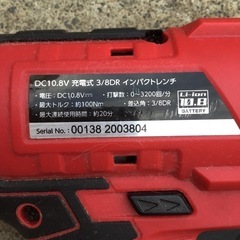 DC10.8V 充電式 3/8DR インパクトレンチ
・電圧：DC10.8V ・打撃数：0～3200回/分
・最大トルク：約100Nm ・差込角：3/8DR
・最大連続使用時間：約20分
Li-ion
10.8
BATTERY
Serial No. : 00138 2003804